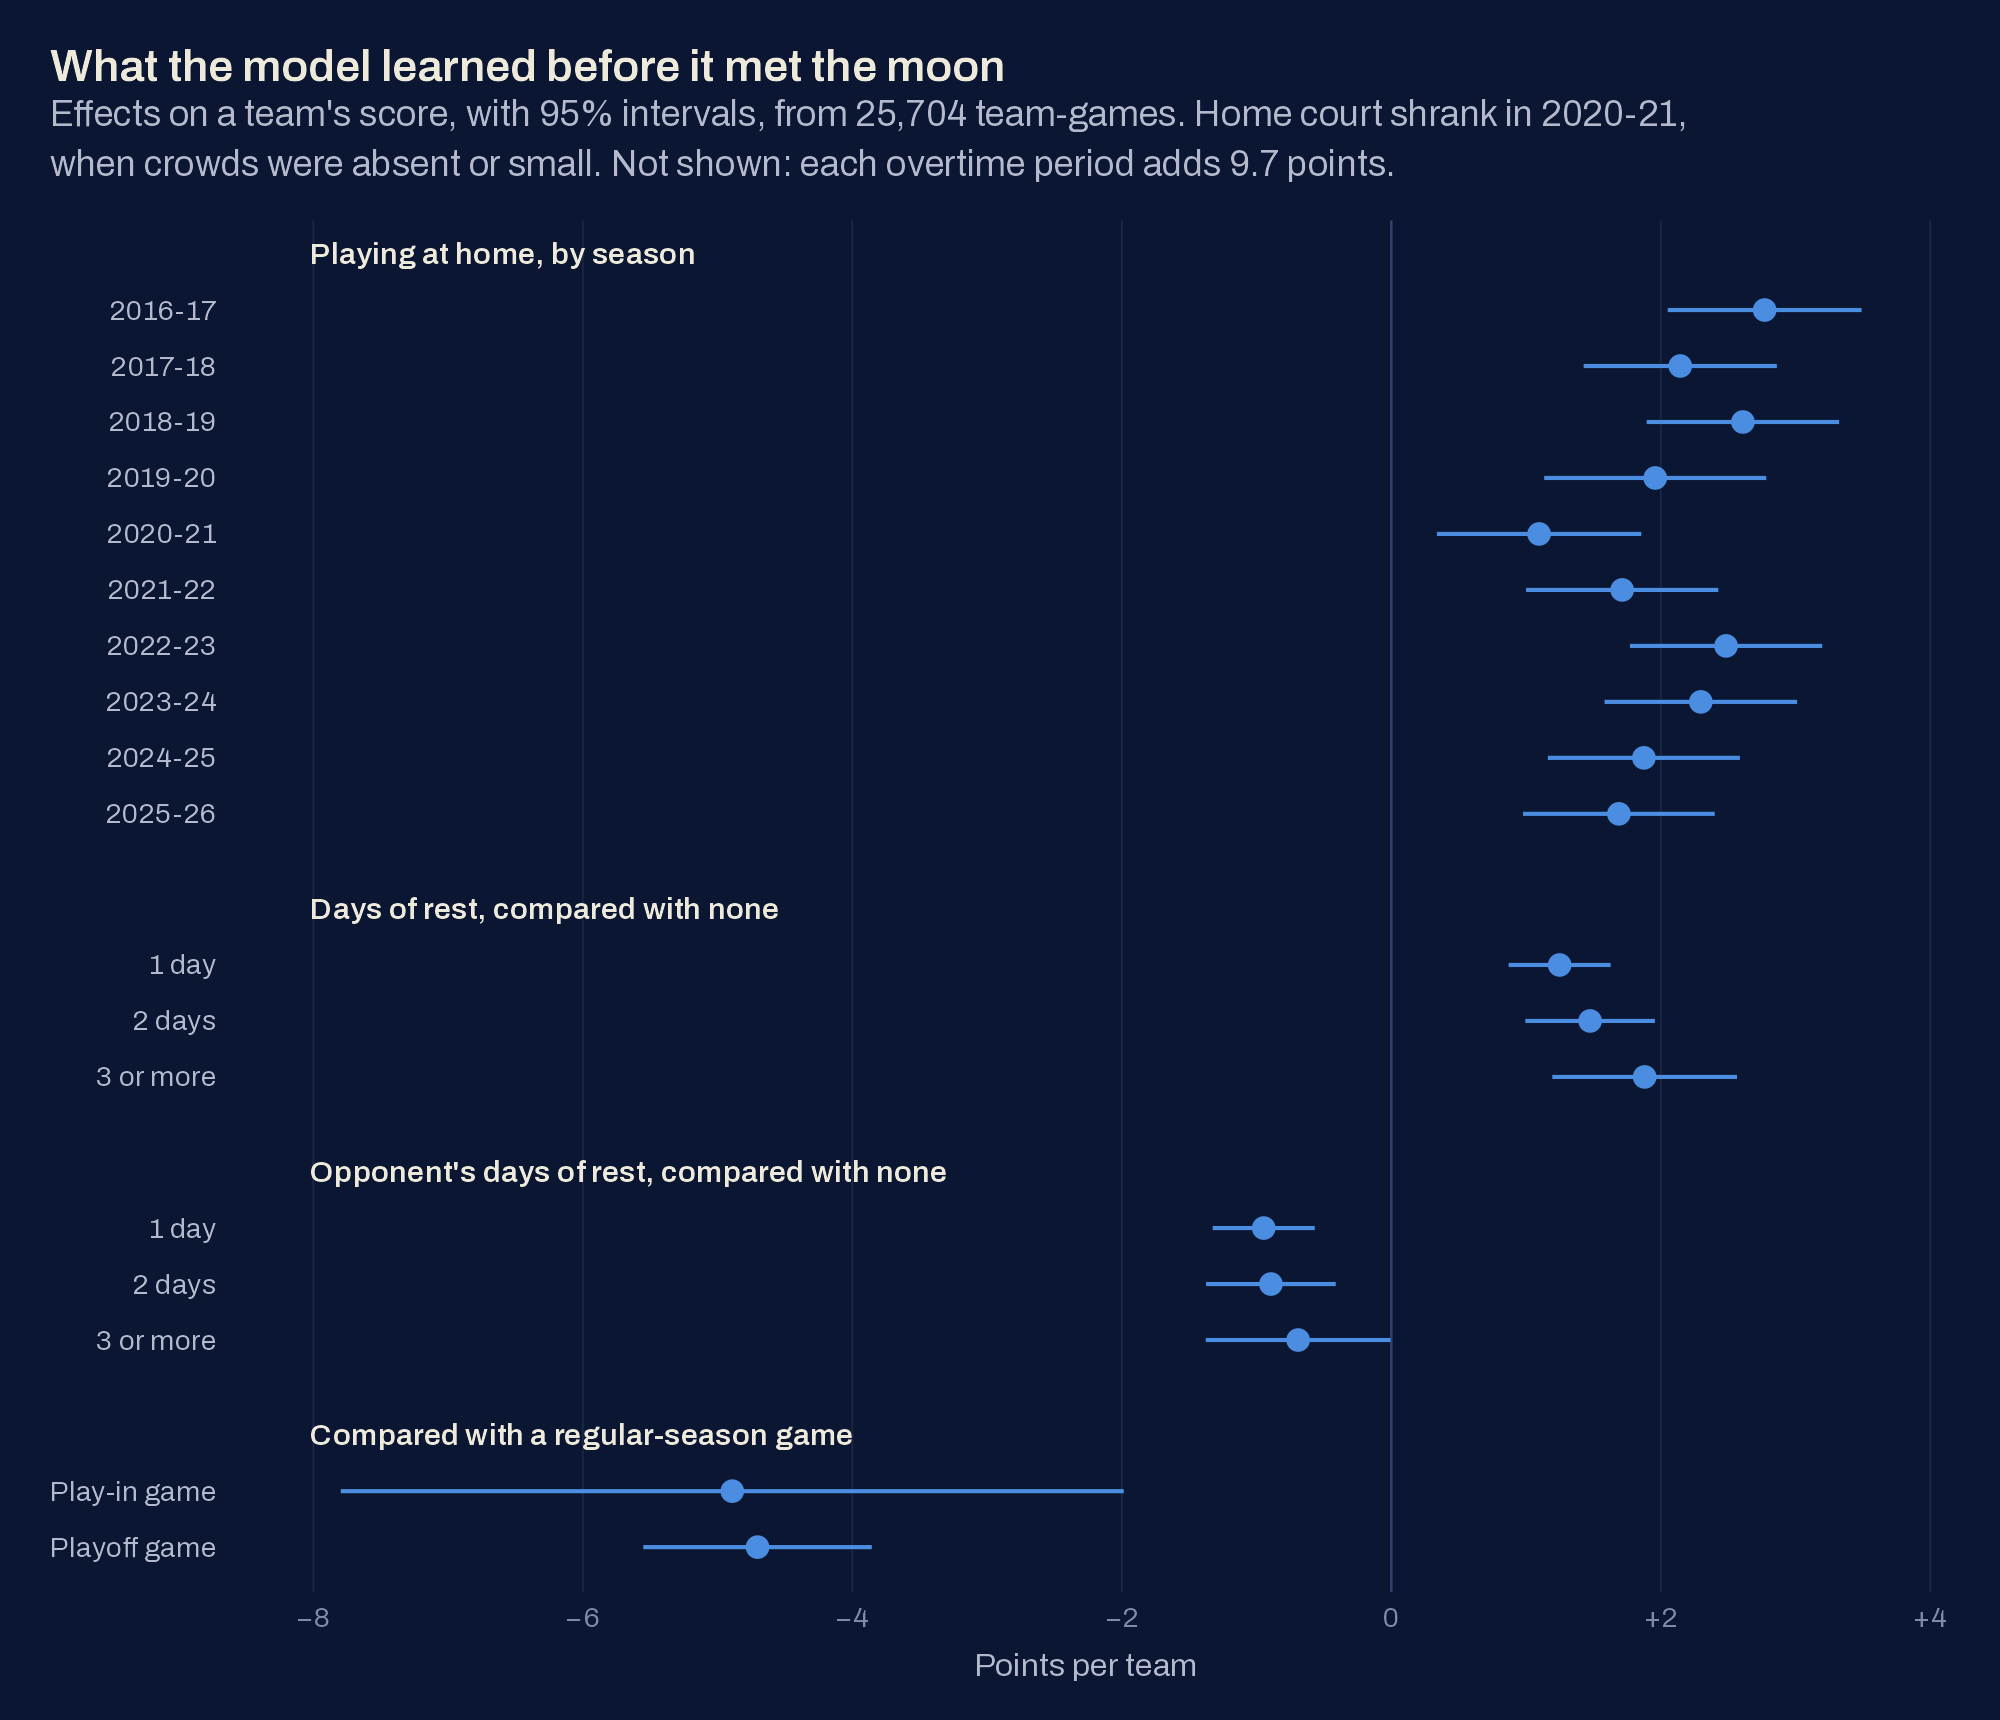 What the model learned before it met the moon
Effects on a team's score, with 95% intervals, from 25,704 team-games. Home court shrank in 2020-21,
when crowds were absent or small. Not shown: each overtime period adds 9.7 points.
Playing at home, by season
2016-17
2017-18
2018-19
2019-20
2020-21
2021-22
2022-23
2023-24
2024-25
2025-26
Days of rest, compared with none
1 day
2 days
3 or more
Opponent's days of rest, compared with none
1 day
2 days
3 or more
Compared with a regular-season game
Play-in game
Playoff game
−8 −6 −4 −2 0 +2 +4
Points per team